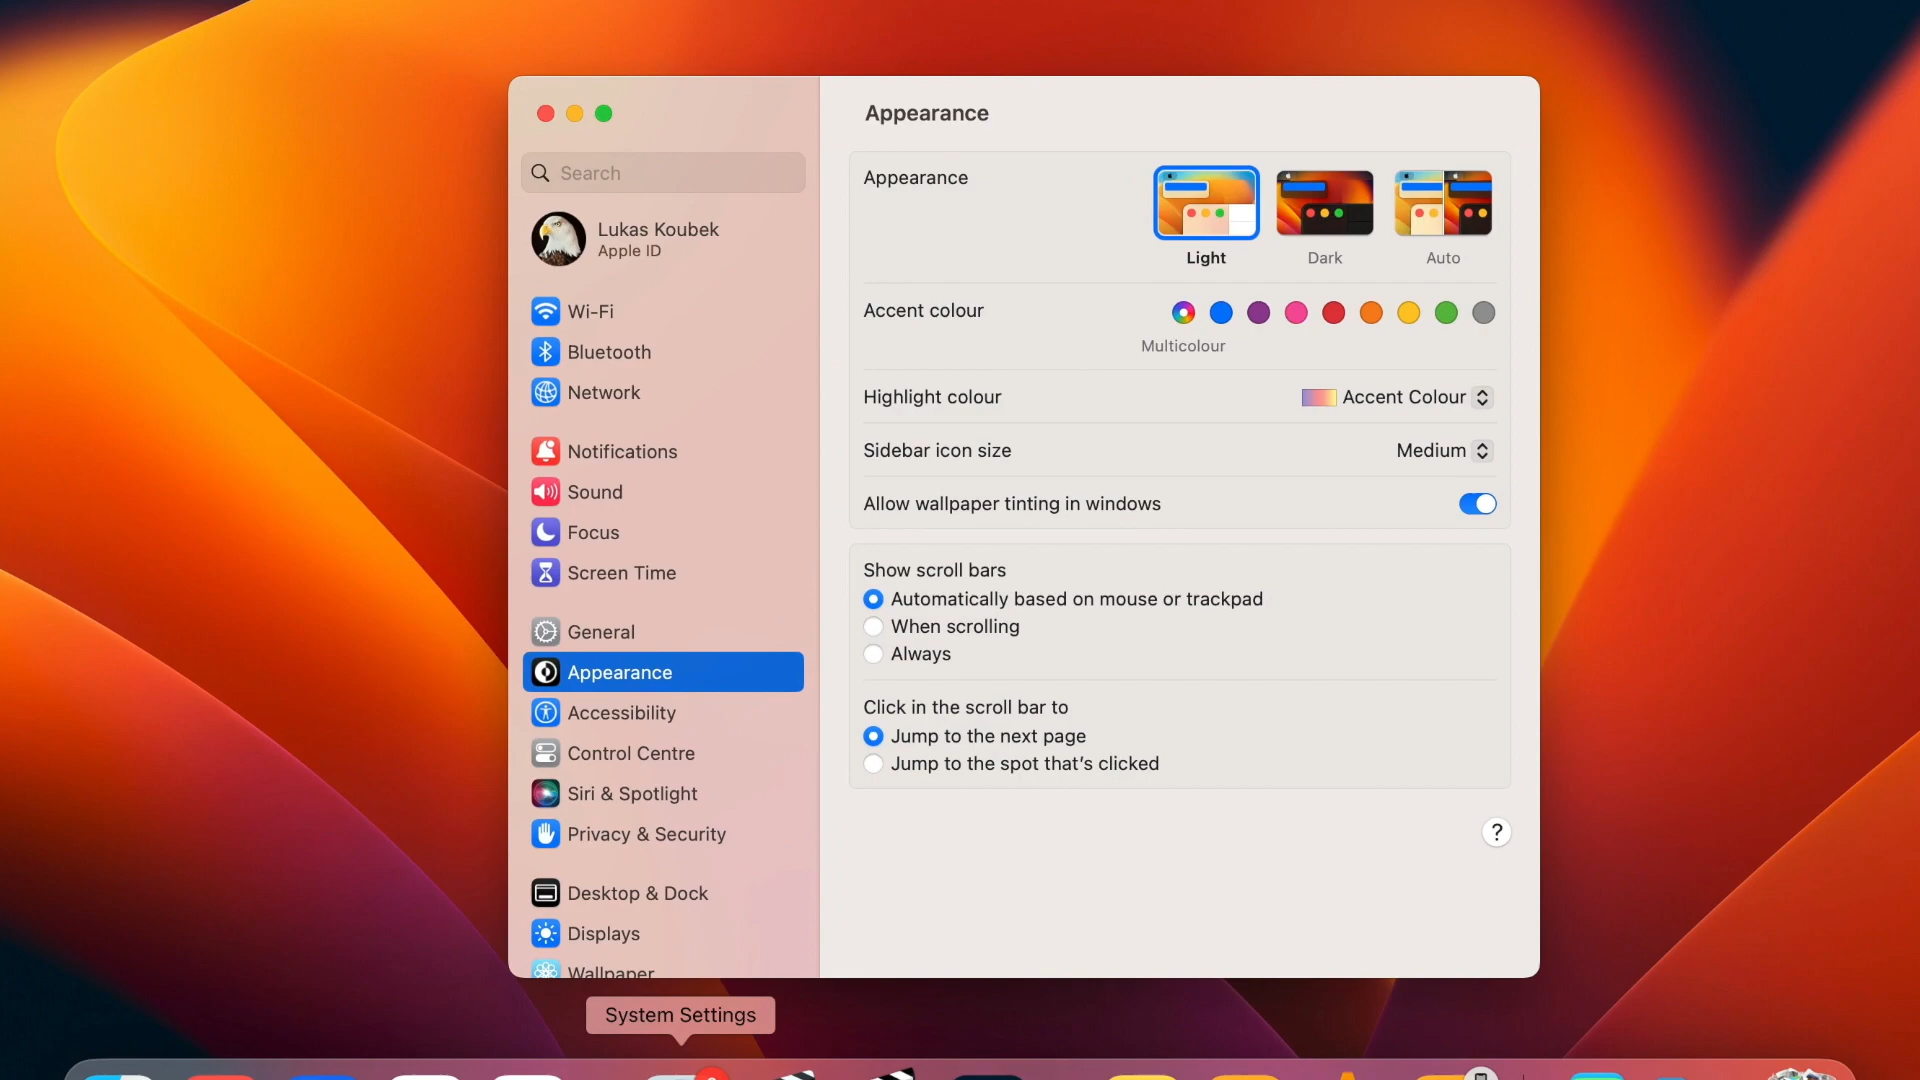 Appearance
Search
Lukas Koubek
Apple ID
Wi-Fi
Bluetooth
Network
Notifications
Sound
Focus
Screen Time
General
Appearance
Accessibility
Control Centre
Siri & Spotlight
Privacy & Security
Desktop & Dock
Displays
Wallpaper
Appearance
Light
Dark
Auto
Accent colour
Multicolour
Highlight colour
Accent Colour
Sidebar icon size
Medium
Allow wallpaper tinting in windows
Show scroll bars
Automatically based on mouse or trackpad
When scrolling
Always
Click in the scroll bar to
Jump to the next page
Jump to the spot that's clicked
?
System Settings